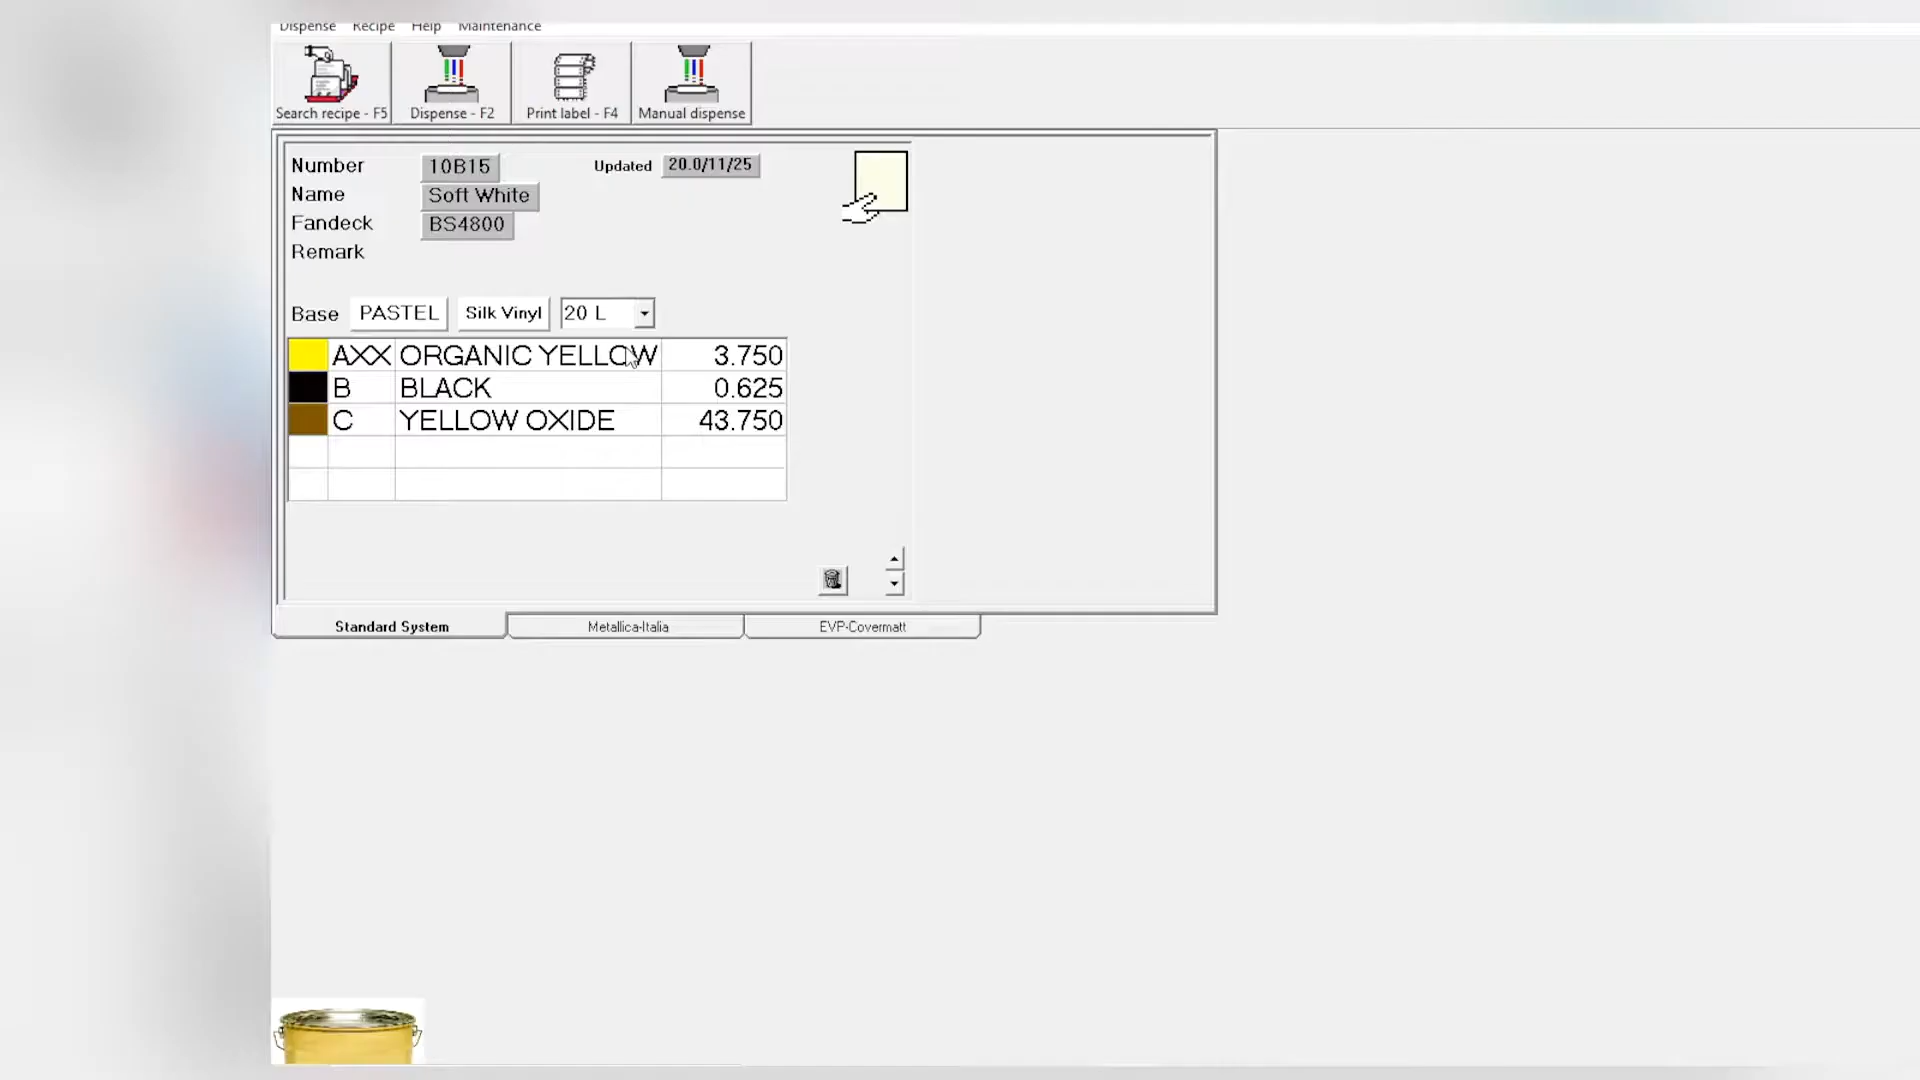 Dispense Recipe Help Maintenance
Search recipe - F5 Dispense - F2 Print label - F4 Manual dispense
Number 10B15 Updated 20.0/11/25
Name Soft White
Fandeck BS4800
Remark
Base PASTEL Silk Vinyl 20 L
AXX ORGANIC YELLOW 3.750
B BLACK 0.625
C YELLOW OXIDE 43.750
Standard System Metallica-Italia EVP-Covermatt